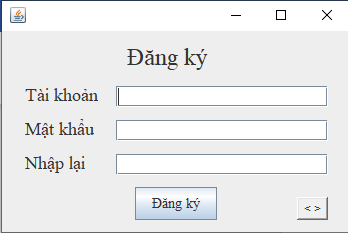 Đăng ký
Tài khoản
Mật khẩu
Nhập lại
Đăng ký
< >